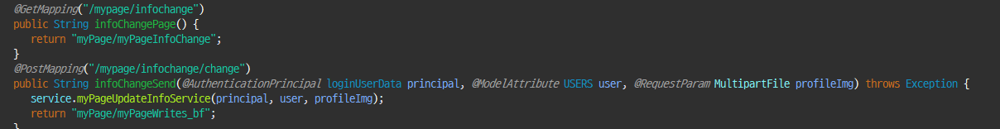 @GetMapping("/mypage/infochange")
public String infoChangePage() {
return "myPage/myPageInfoChange";
}
@PostMapping("/mypage/infochange/change")
public String infoChangeSend(@AuthenticationPrincipal loginUserData principal, @ModelAttribute USERS user, @RequestParam MultipartFile profileImg) throws Exception {
service.myPageUpdateInfoService(principal, user, profileImg);
return "myPage/myPageWrites_bf";
}